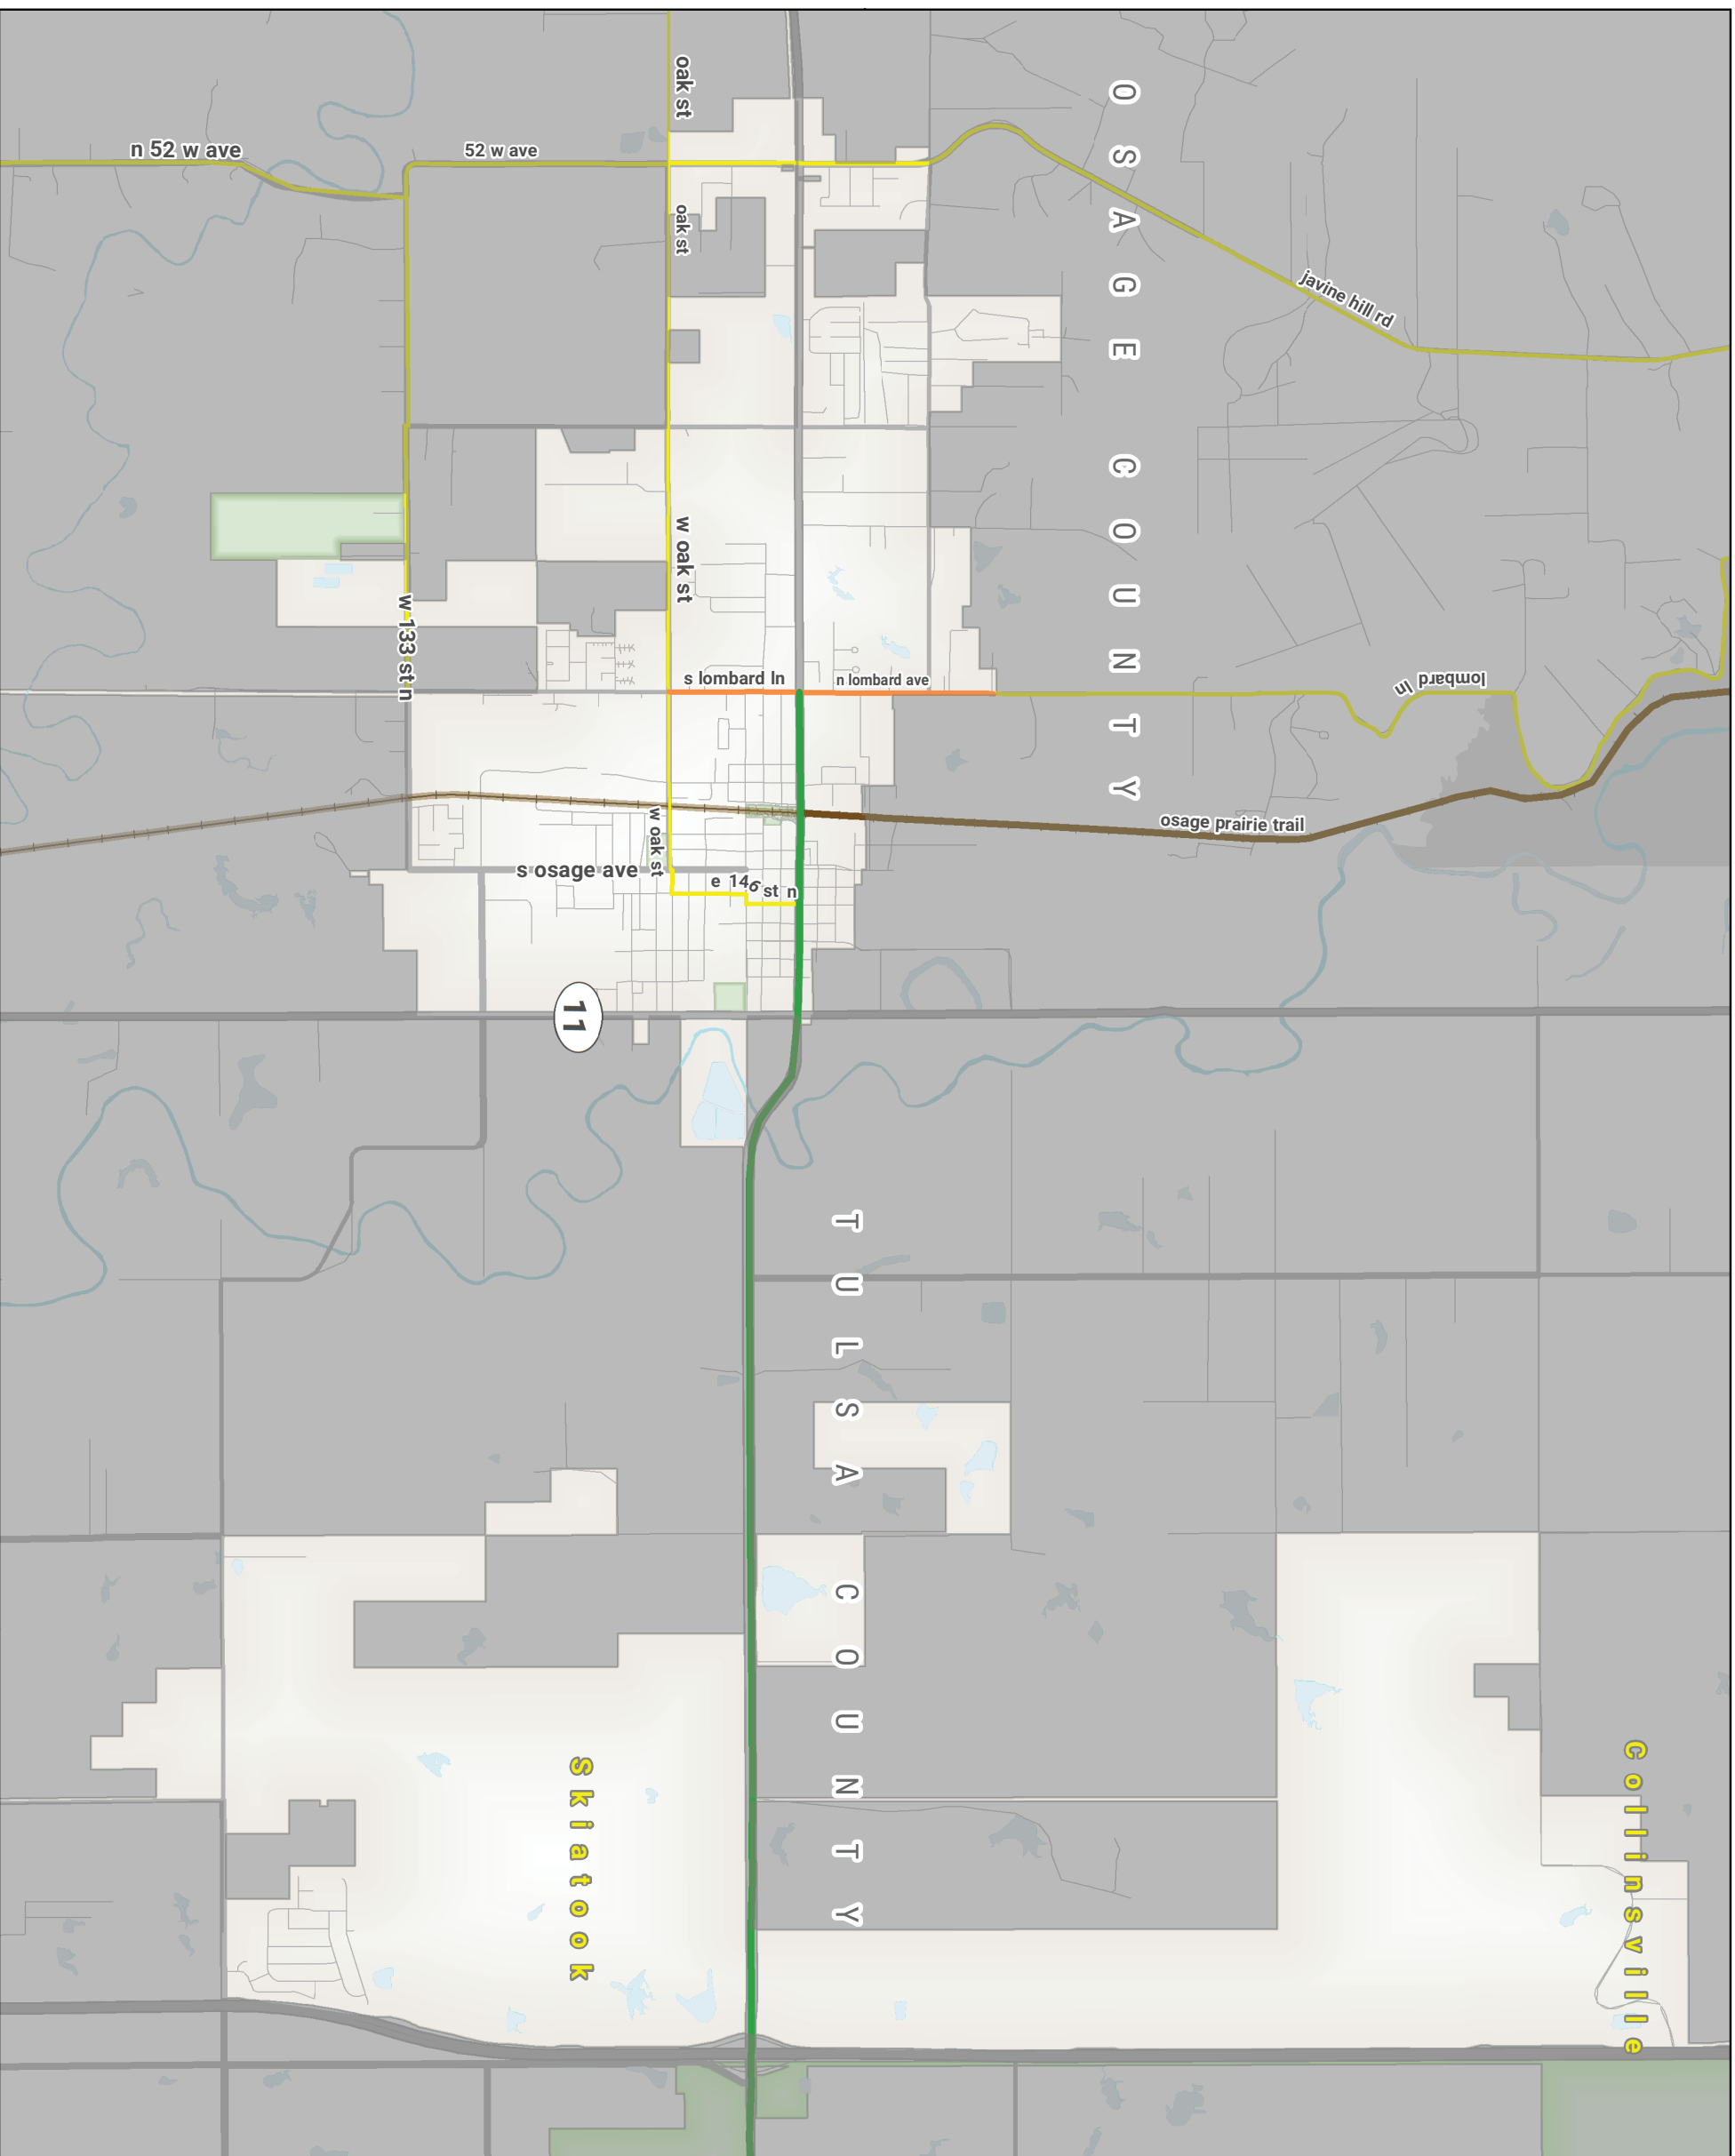 oak st
OSAGE COUNTY
n 52 w ave
52 w ave
oak st
javine hill rd
w oak st
w 133 st n
s lombard ln
n lombard ave
lombard ln
osage prairie trail
w oak st
s osage ave
e 146 st n
11
TULSA COUNTY
Skiatook
Collinsville